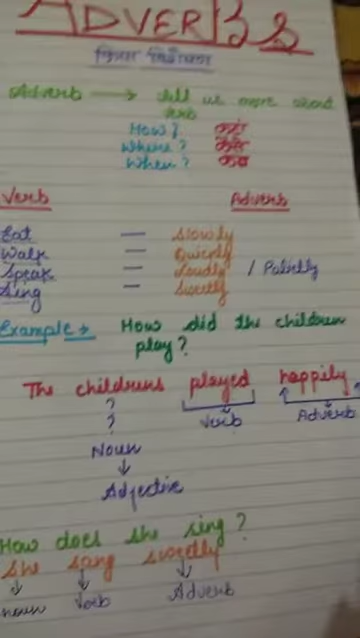 ADVERBS
क्रिया विशेषण
Adverb → tell us more about
verb
How?
Where?
When? कब
Verb Adverb
Eat — Slowly
Walk — Quickly
Speak — Loudly / Politely
Sing — Sweetly
Example → How did the children
play?
The childrens played happily
? Verb Adverb
?
Noun
↓
Adjective
How does she sing?
She sang sweetly
↓ ↓ ↓
noun Verb Adverb